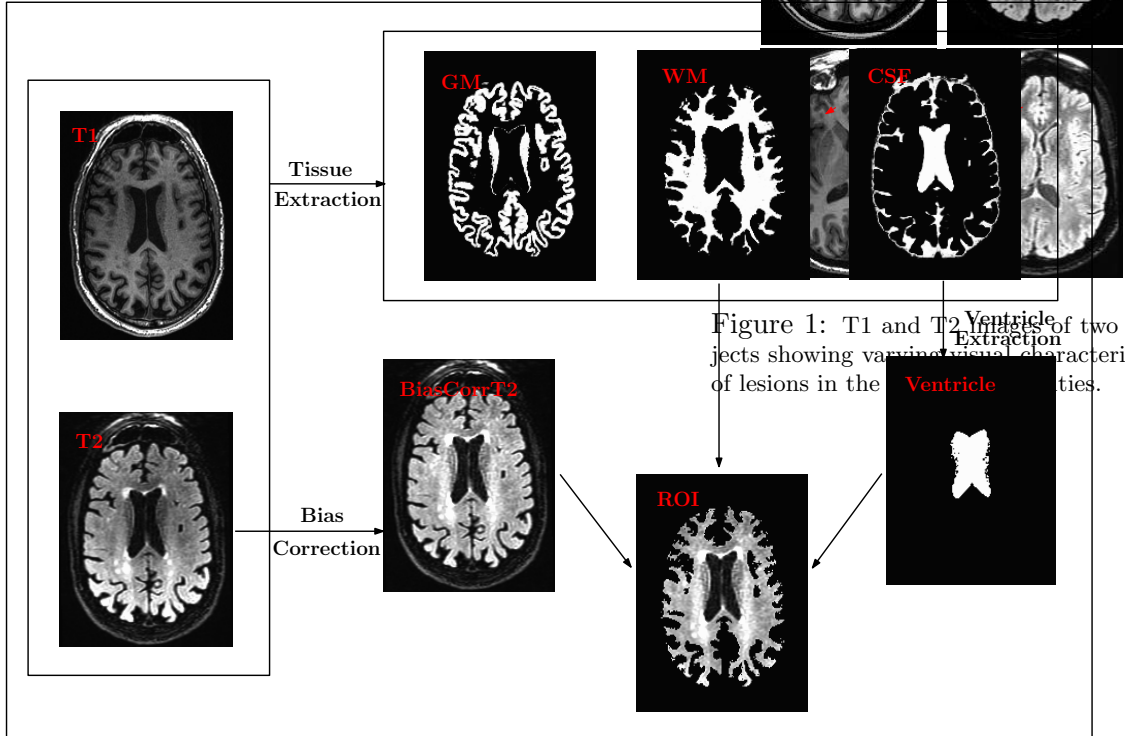 T1
Tissue
Extraction
GM
WM
CSF
Figure 1: T1 and T2 images of two
jects showing varying visual characteri
of lesions in the ties.
Ventricle
Extraction
T2
Bias
Correction
BiasCorrT2
Ventricle
ROI